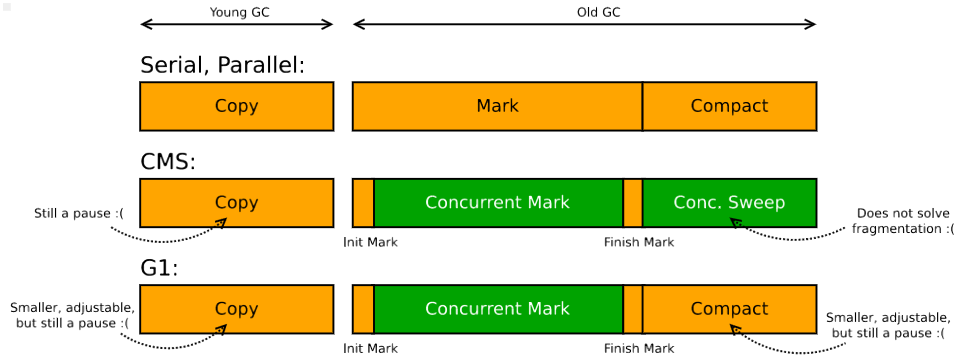 Young GC
Old GC
Serial, Parallel:
Copy
Mark
Compact
CMS:
Still a pause :(
Copy
Concurrent Mark
Conc. Sweep
Does not solve
fragmentation :(
Init Mark
Finish Mark
G1:
Smaller, adjustable,
but still a pause :(
Copy
Concurrent Mark
Compact
Smaller, adjustable,
but still a pause :(
Init Mark
Finish Mark